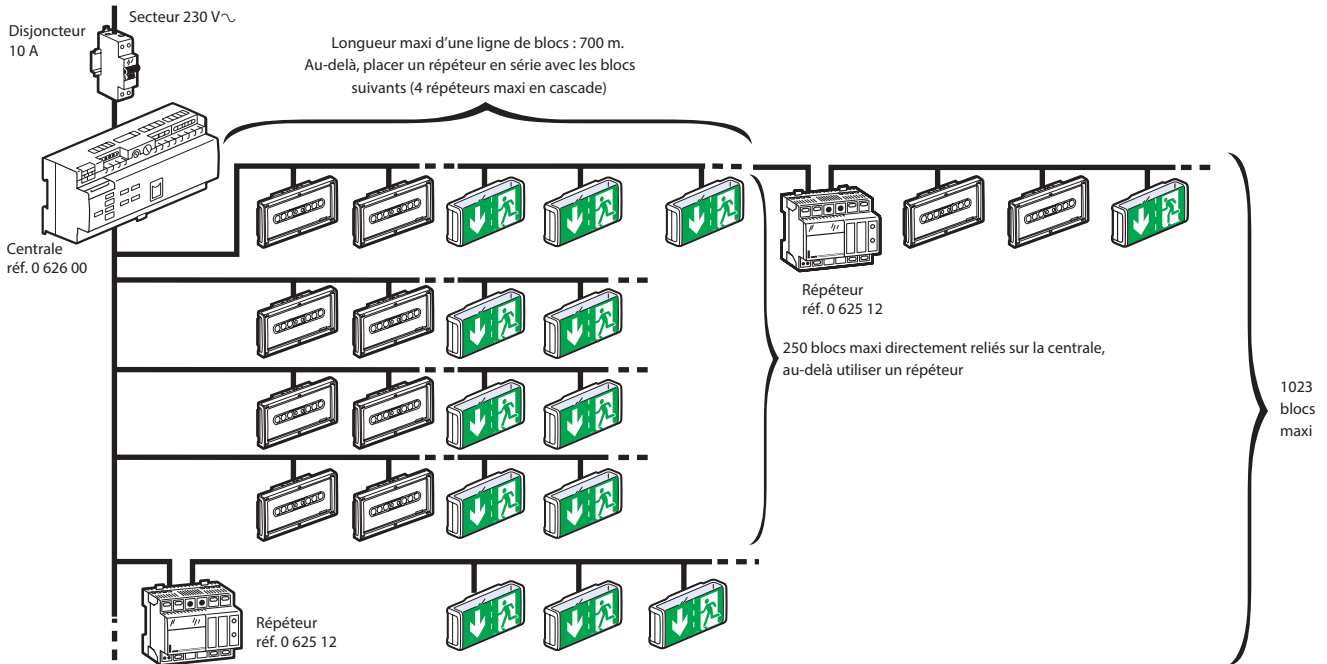 Secteur 230 V∿
Disjoncteur
10 A
Longueur maxi d'une ligne de blocs : 700 m.
Au-delà, placer un répéteur en série avec les blocs
suivants (4 répéteurs maxi en cascade)
Centrale
réf. 0 626 00
Répéteur
réf. 0 625 12
250 blocs maxi directement reliés sur la centrale,
au-delà utiliser un répéteur
1023
blocs
maxi
Répéteur
réf. 0 625 12